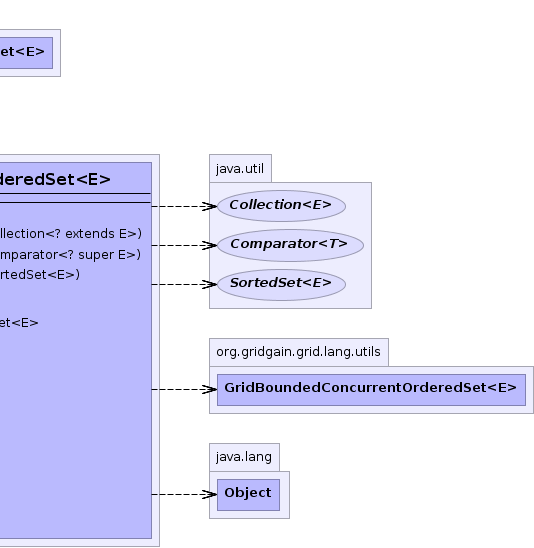 et<E>
deredSet<E>
llection<? extends E>)
mparator<? super E>)
rtedSet<E>)
et<E>
java.util
Collection<E>
Comparator<T>
SortedSet<E>
org.gridgain.grid.lang.utils
GridBoundedConcurrentOrderedSet<E>
java.lang
Object